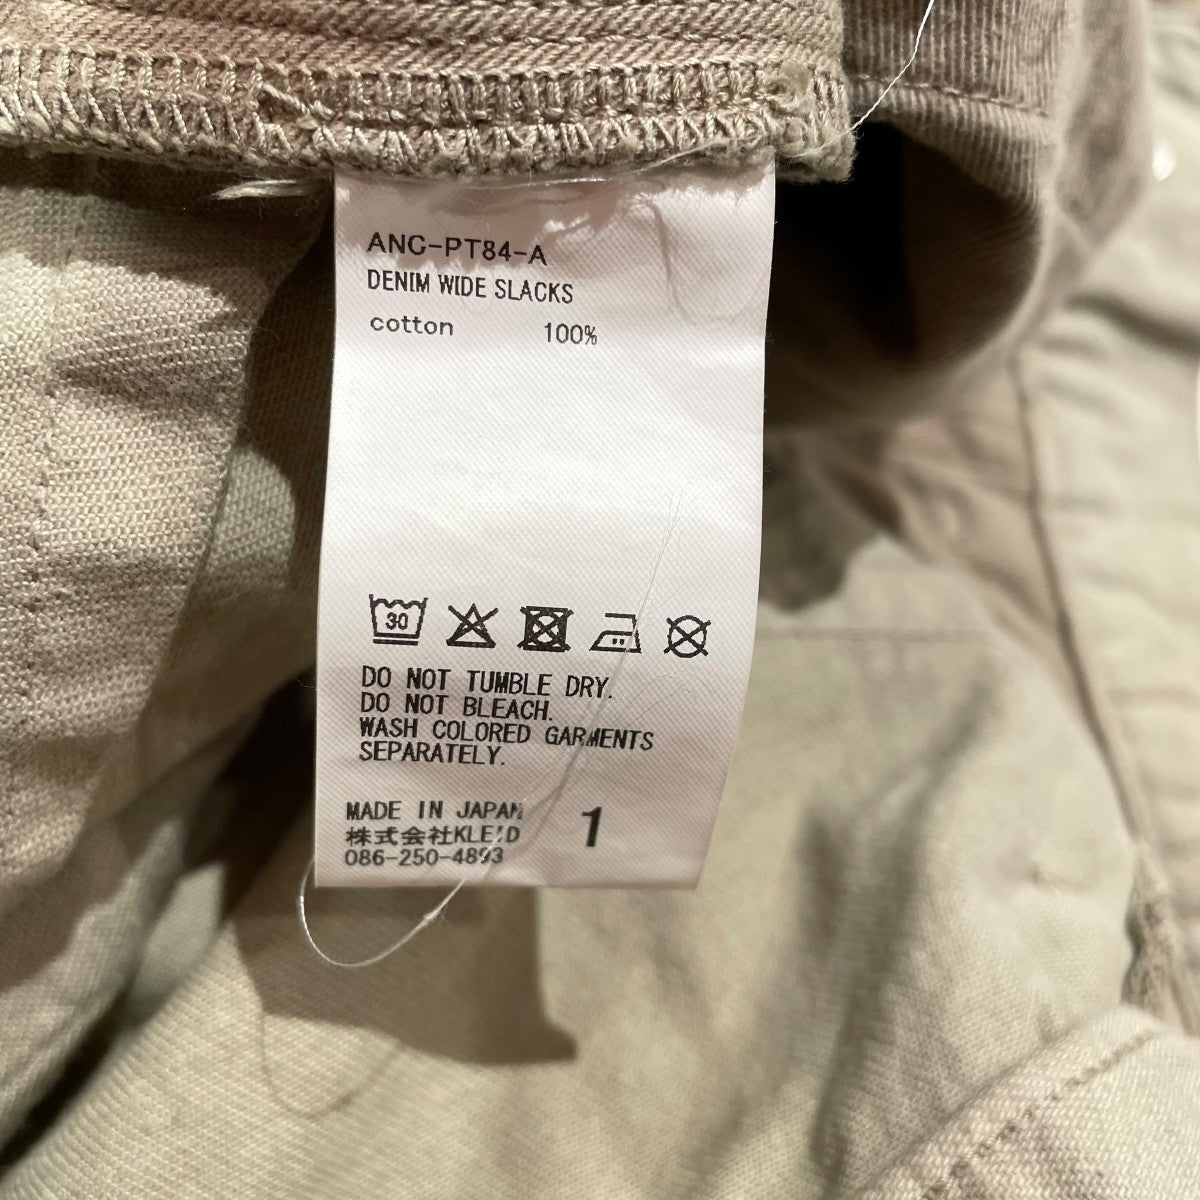 ANC-PT84-A
DENIM WIDE SLACKS
cotton 100%
30
DO NOT TUMBLE DRY.
DO NOT BLEACH.
WASH COLORED GARMENTS
SEPARATELY.
MADE IN JAPAN
株式会社KLEID
086-250-4893
1